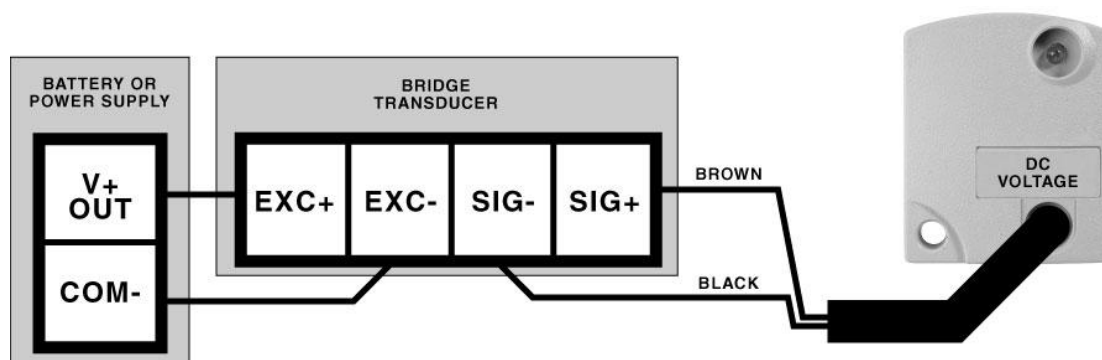 BATTERY OR
POWER SUPPLY
V+
OUT
COM-
BRIDGE
TRANSDUCER
EXC+
EXC-
SIG-
SIG+
BROWN
BLACK
DC
VOLTAGE